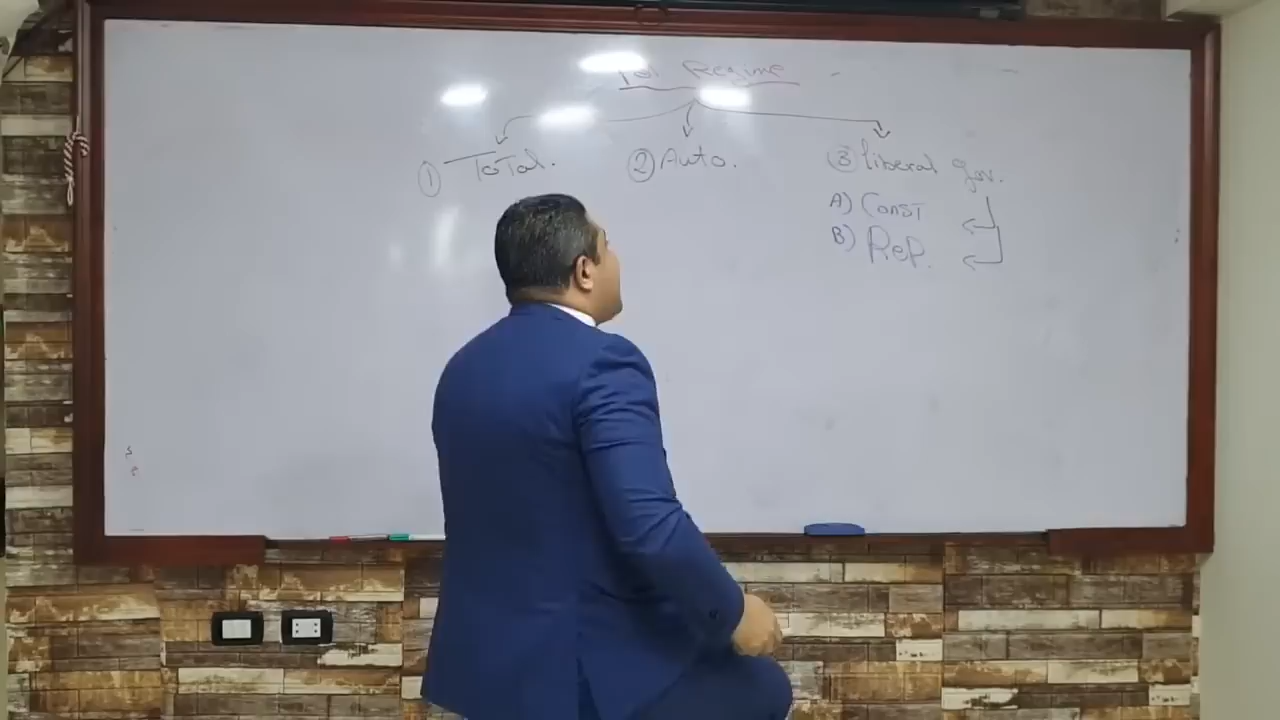 Pol. Regime
① Total.
② Auto.
③ liberal gov.
A) Const
B) Rep.